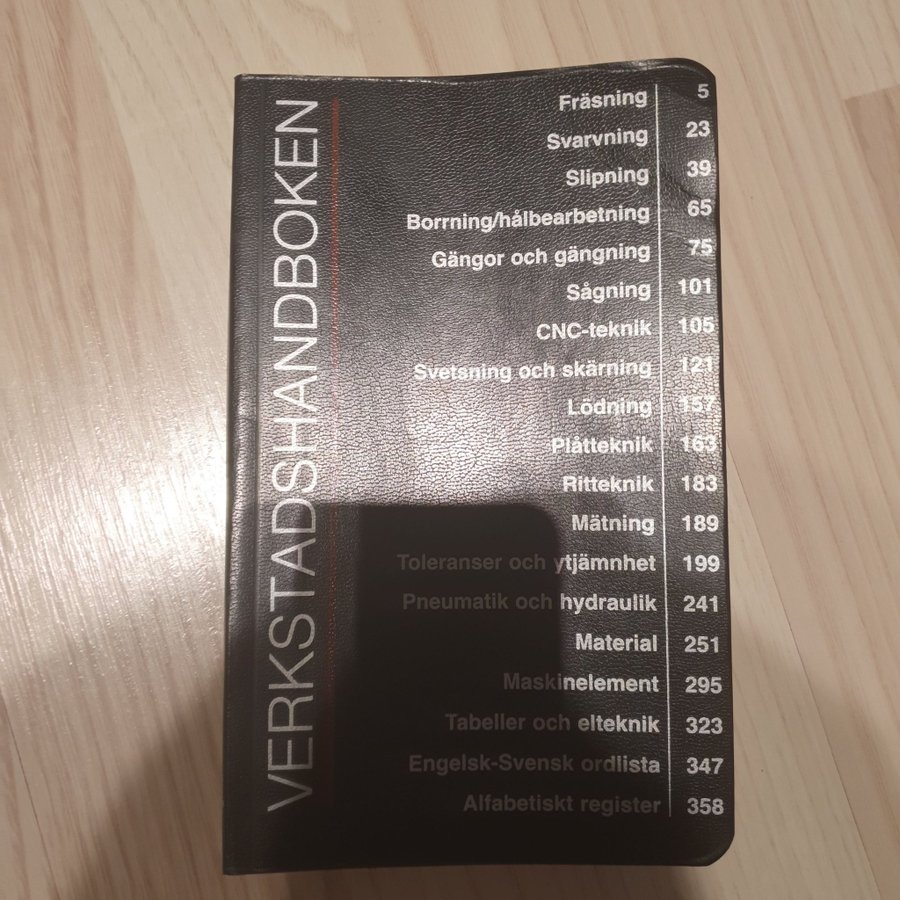 VERKSTADSHANDBOKEN
Fräsning 5
Svarvning 23
Slipning 39
Borrning/hålbearbetning 65
Gängor och gängning 75
Sågning 101
CNC-teknik 105
Svetsning och skärning 121
Lödning 157
Plåtteknik 163
Ritteknik 183
Mätning 189
Toleranser och ytjämnhet 199
Pneumatik och hydraulik 241
Material 251
Maskinelement 295
Tabeller och elteknik 323
Engelsk-Svensk ordlista 347
Alfabetiskt register 358